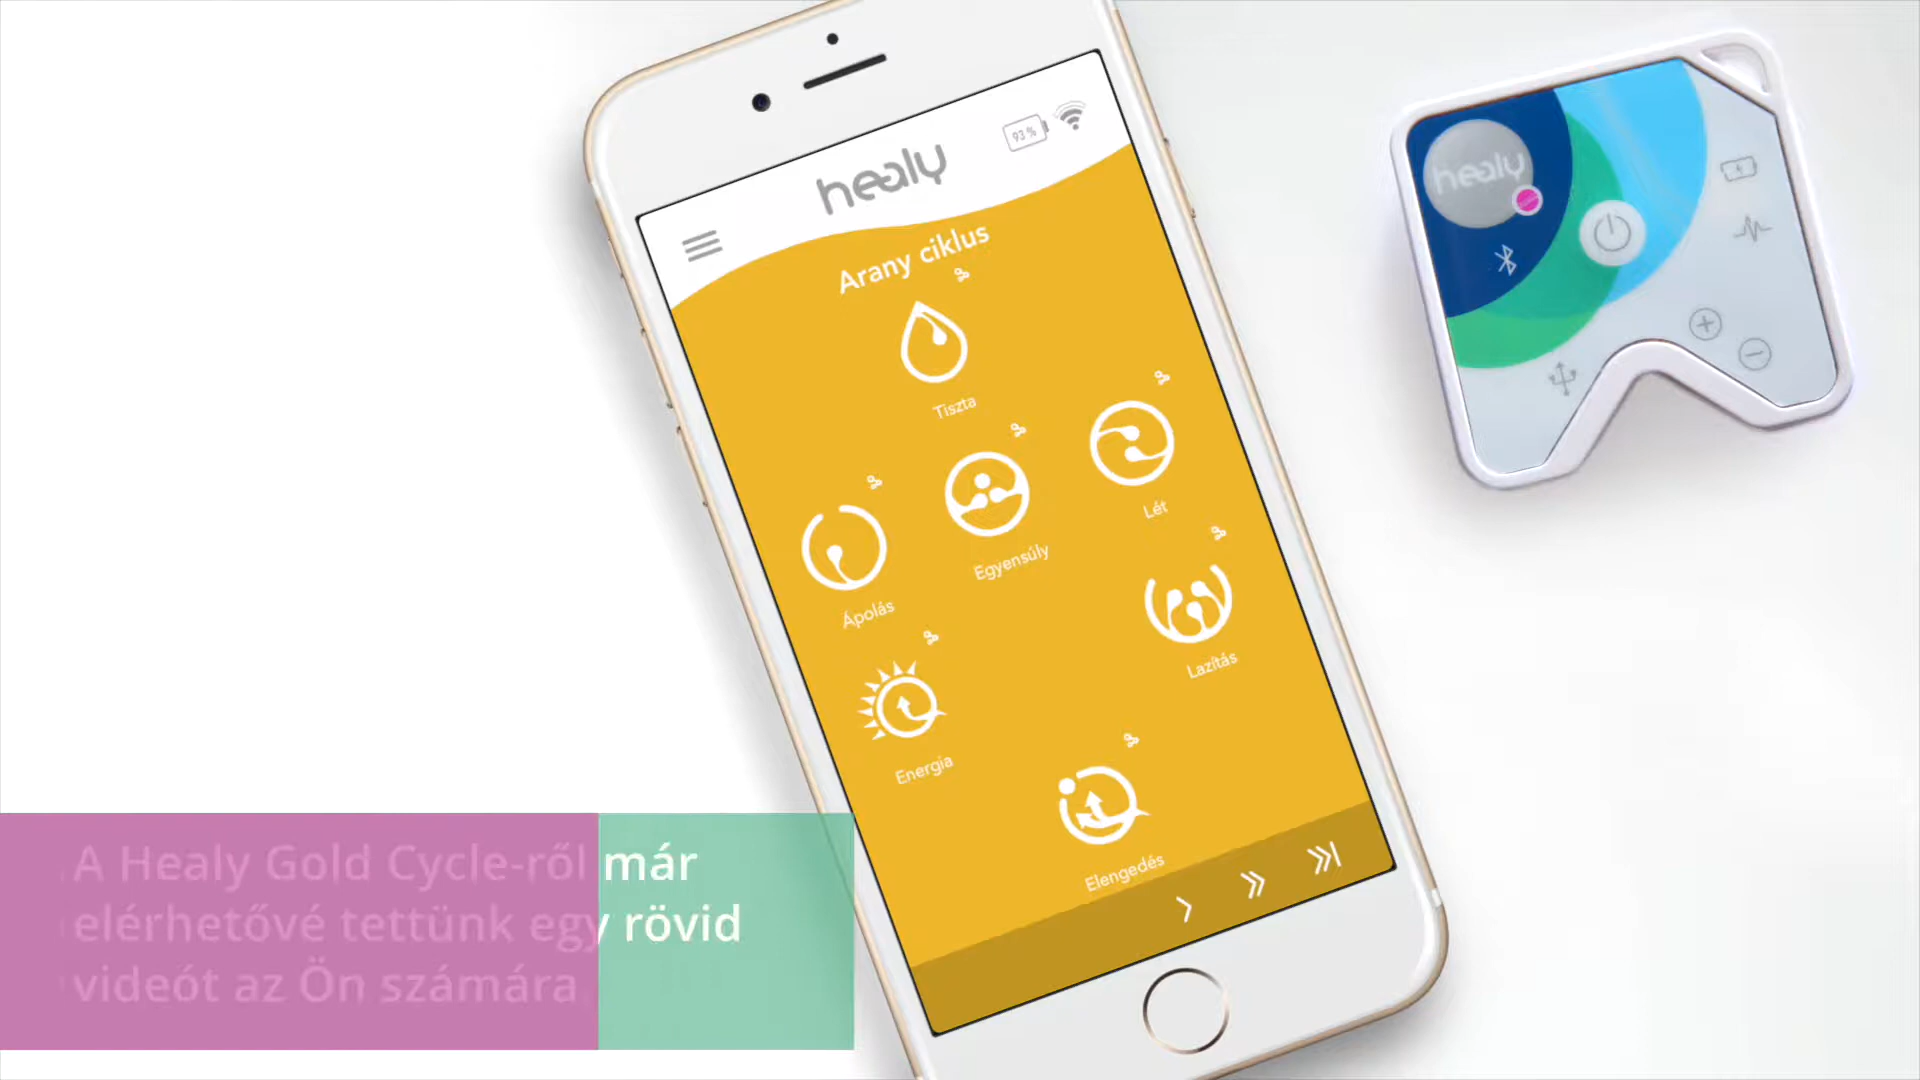 healy
93 %
Arany ciklus
Tiszta
Lét
Egyensúly
Ápolás
Lazítás
Energia
Elengedés
healy
A Healy Gold Cycle-ről már
elérhetővé tettünk egy rövid
videót az Ön számára